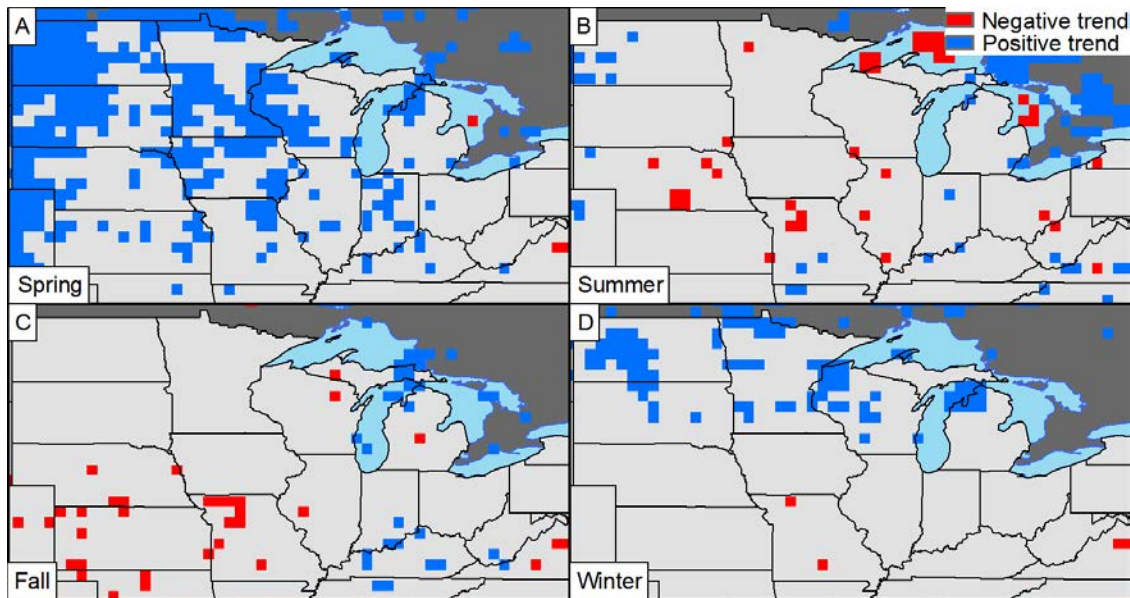 A
B
Negative trend
Positive trend
Spring
Summer
C
D
Fall
Winter